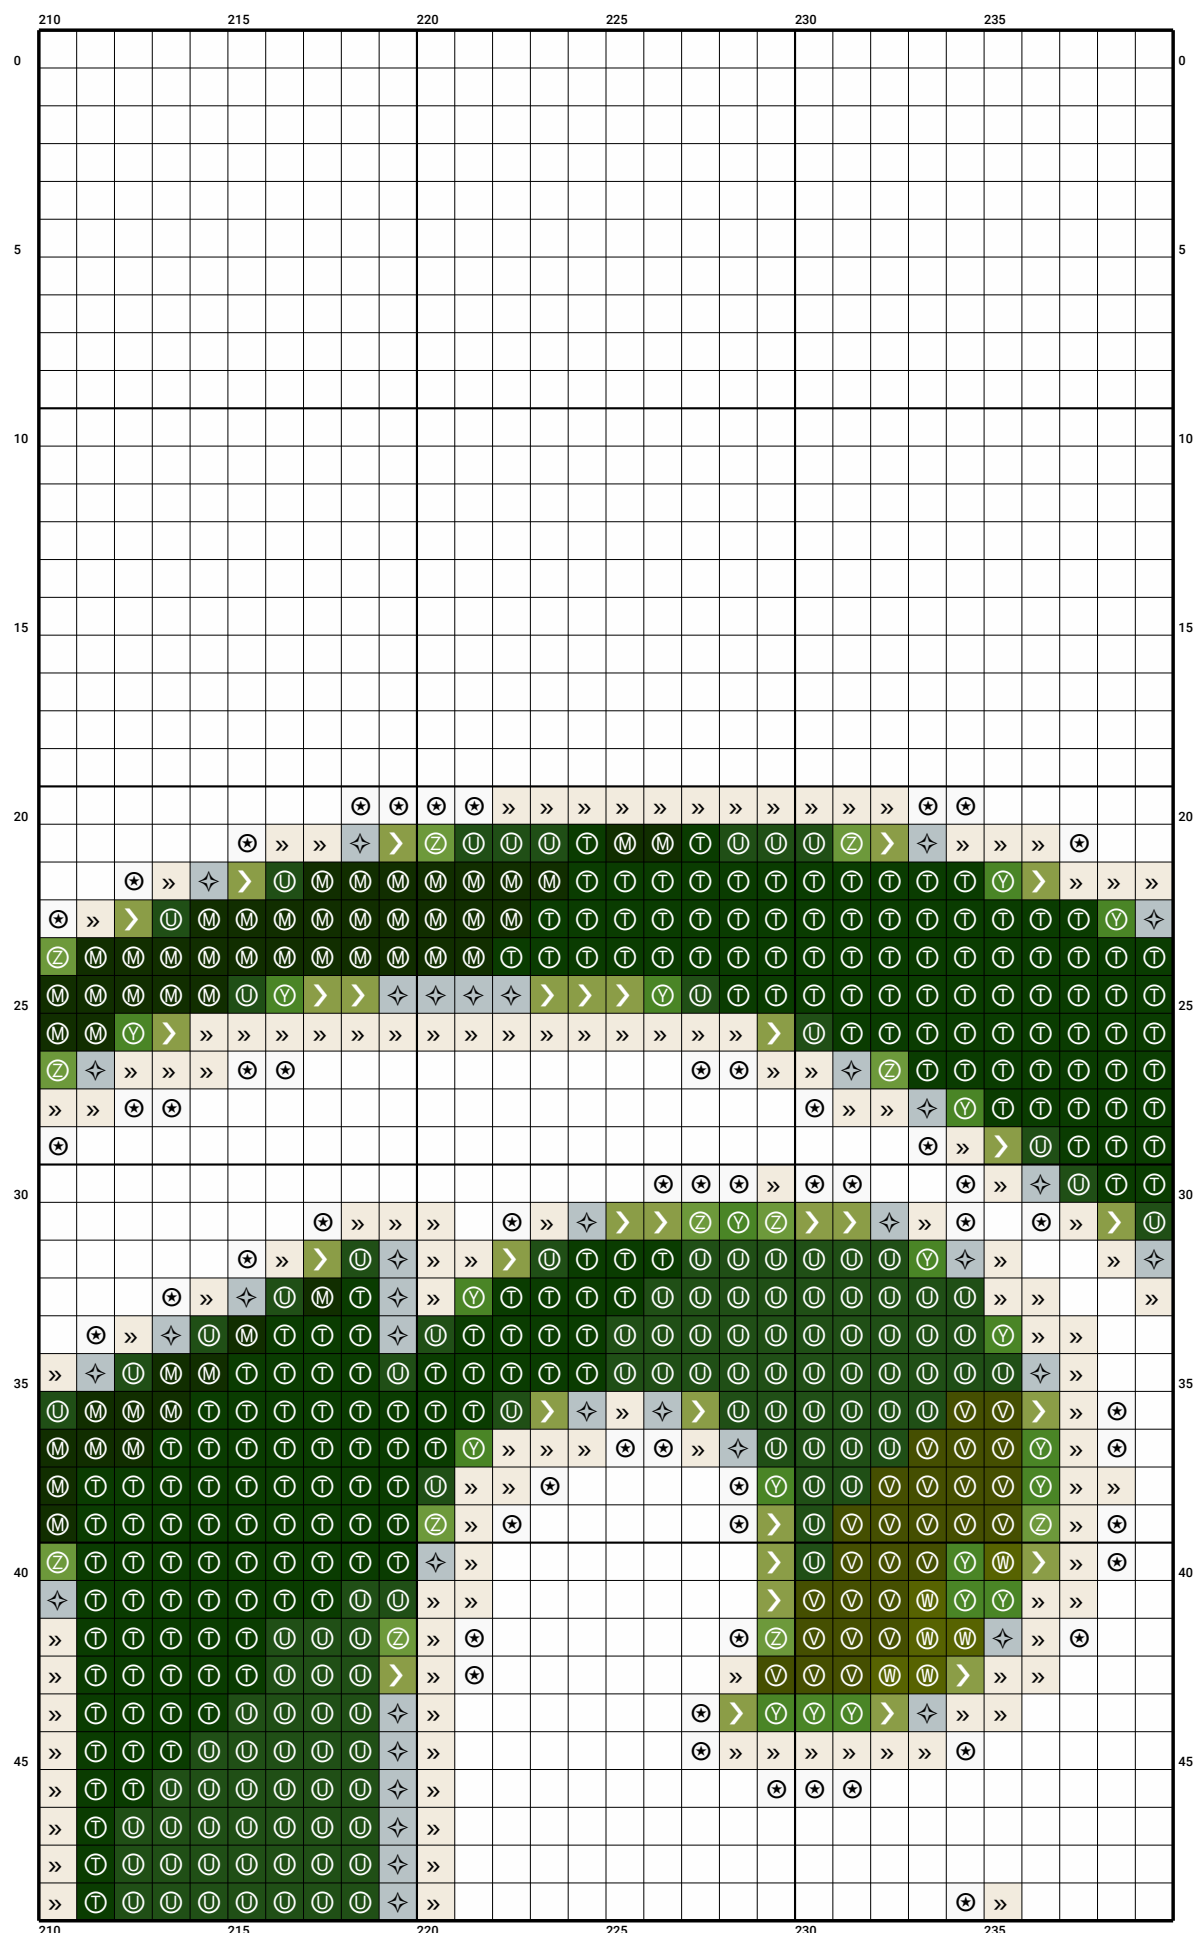 210 215 220 225 230 235
0 0
5 5
10 10
15 15
⍟ ⍟ ⍟ ⍟ » » » » » » » » » » » ⍟ ⍟
20 20
⍟ » » ✧ ❯ Z U U U T M M T U U U Z ❯ ✧ » » » ⍟
⍟ » ✧ ❯ U M M M M M M M T T T T T T T T T T T Y ❯ » » »
⍟ » ❯ U M M M M M M M M M T T T T T T T T T T T T T T T Y ✧
Z M M M M M M M M M M M T T T T T T T T T T T T T T T T T T
M M M M M U Y ❯ ❯ ✧ ✧ ✧ ✧ ❯ ❯ ❯ Y U T T T T T T T T T T T T
25 25
M M Y ❯ » » » » » » » » » » » » » » » ❯ U T T T T T T T T T
Z ✧ » » » ⍟ ⍟ ⍟ ⍟ » » ✧ Z T T T T T T T
» » ⍟ ⍟ ⍟ » » ✧ Y T T T T T
⍟ ⍟ » ❯ U T T T
⍟ ⍟ ⍟ » ⍟ ⍟ ⍟ » ✧ U T T
30 30
⍟ » » » ⍟ » ✧ ❯ ❯ Z Y Z ❯ ❯ ✧ » ⍟ ⍟ » ❯ U
⍟ » ❯ U ✧ » » ❯ U T T T U U U U U U Y ✧ » » ✧
⍟ » ✧ U M T ✧ » Y T T T T U U U U U U U U U » » »
⍟ » ✧ U M T T T ✧ U T T T T U U U U U U U U U U Y » »
» ✧ U M M T T T T U T T T T T U U U U U U U U U U U ✧ »
35 35
U M M M T T T T T T T T U ❯ ✧ » ✧ ❯ U U U U U U V V ❯ » ⍟
M M M T T T T T T T T Y » » » ⍟ ⍟ » ✧ U U U U V V V Y » ⍟
M T T T T T T T T T U » » ⍟ ⍟ Y U U V V V V Y » »
M T T T T T T T T T Z » ⍟ ⍟ ❯ U V V V V V Z » ⍟
Z T T T T T T T T T ✧ » ❯ U V V V Y W ❯ » ⍟
40 40
✧ T T T T T T T U U » » ❯ V V V W Y Y » »
» T T T T T U U U Z » ⍟ ⍟ Z V V V W W ✧ » ⍟
» T T T T T U U U ❯ » ⍟ » V V V W W ❯ » »
» T T T T U U U U ✧ » ⍟ ❯ Y Y Y ❯ ✧ » »
» T T T U U U U U ✧ » ⍟ » » » » » » ⍟
45 45
» T T U U U U U U ✧ » ⍟ ⍟ ⍟
» T U U U U U U U ✧ »
» T U U U U U U U ✧ »
» T U U U U U U U ✧ » ⍟ »
210 215 220 225 230 235